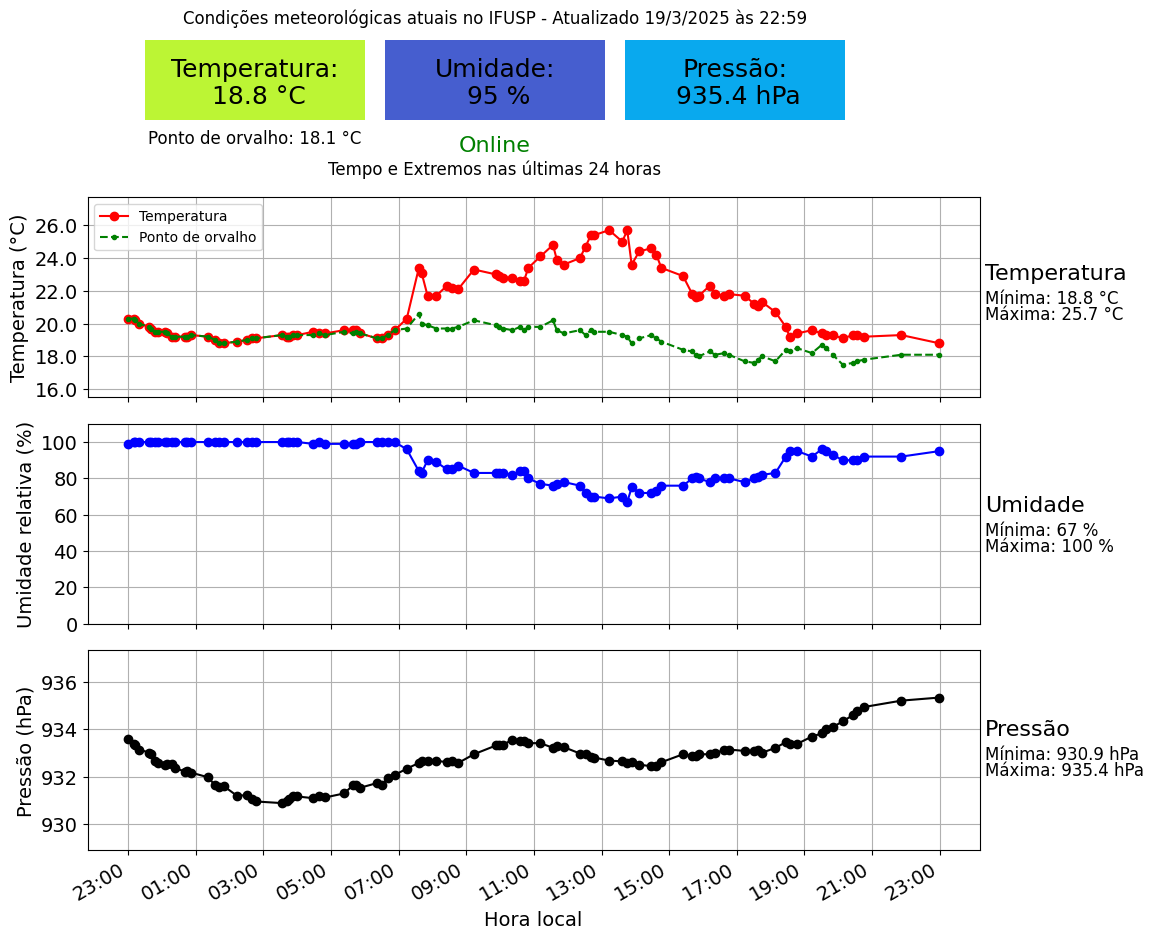 Condições meteorológicas atuais no IFUSP - Atualizado 19/3/2025 às 22:59
Temperatura:
18.8 °C
Umidade:
95 %
Pressão:
935.4 hPa
Ponto de orvalho: 18.1 °C
Online
Tempo e Extremos nas últimas 24 horas
Temperatura (°C)
26.0
24.0
22.0
20.0
18.0
16.0
Temperatura
Ponto de orvalho
Temperatura
Mínima: 18.8 °C
Máxima: 25.7 °C
Umidade relativa (%)
100
80
60
40
20
0
Umidade
Mínima: 67 %
Máxima: 100 %
Pressão (hPa)
936
934
932
930
Pressão
Mínima: 930.9 hPa
Máxima: 935.4 hPa
23:00 01:00 03:00 05:00 07:00 09:00 11:00 13:00 15:00 17:00 19:00 21:00 23:00
Hora local